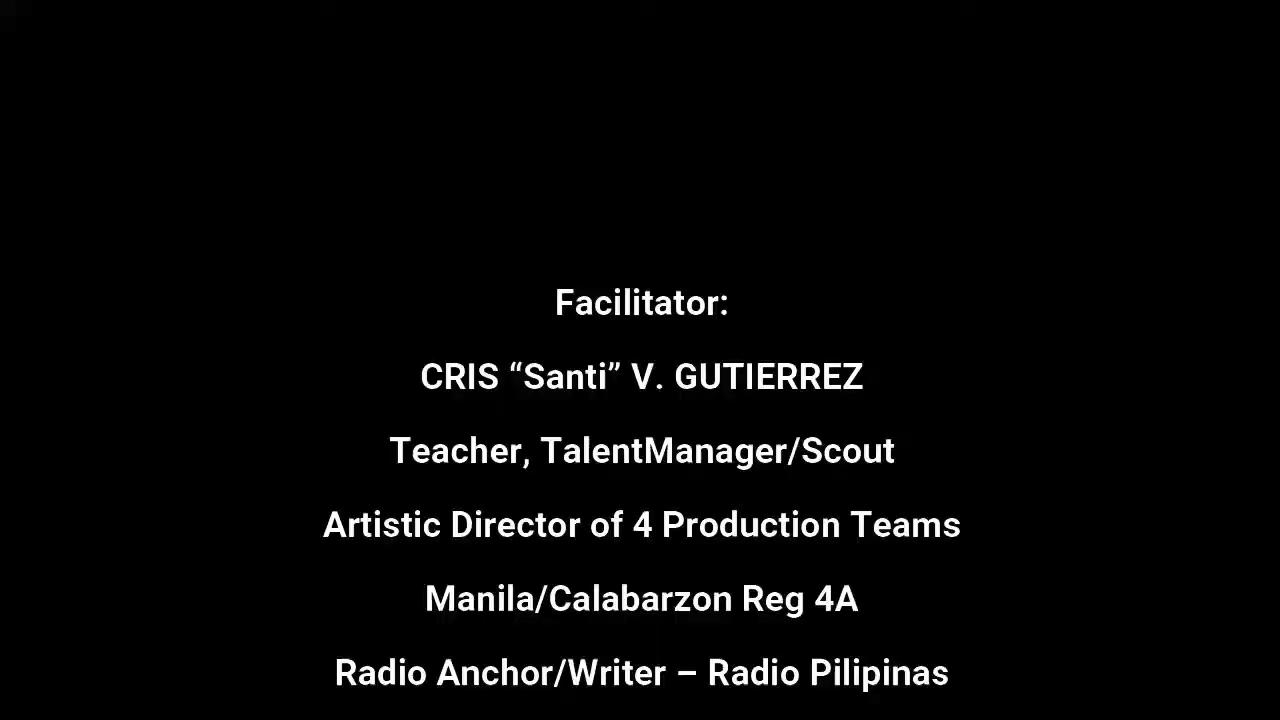 Facilitator:
CRIS “Santi” V. GUTIERREZ
Teacher, TalentManager/Scout
Artistic Director of 4 Production Teams
Manila/Calabarzon Reg 4A
Radio Anchor/Writer – Radio Pilipinas